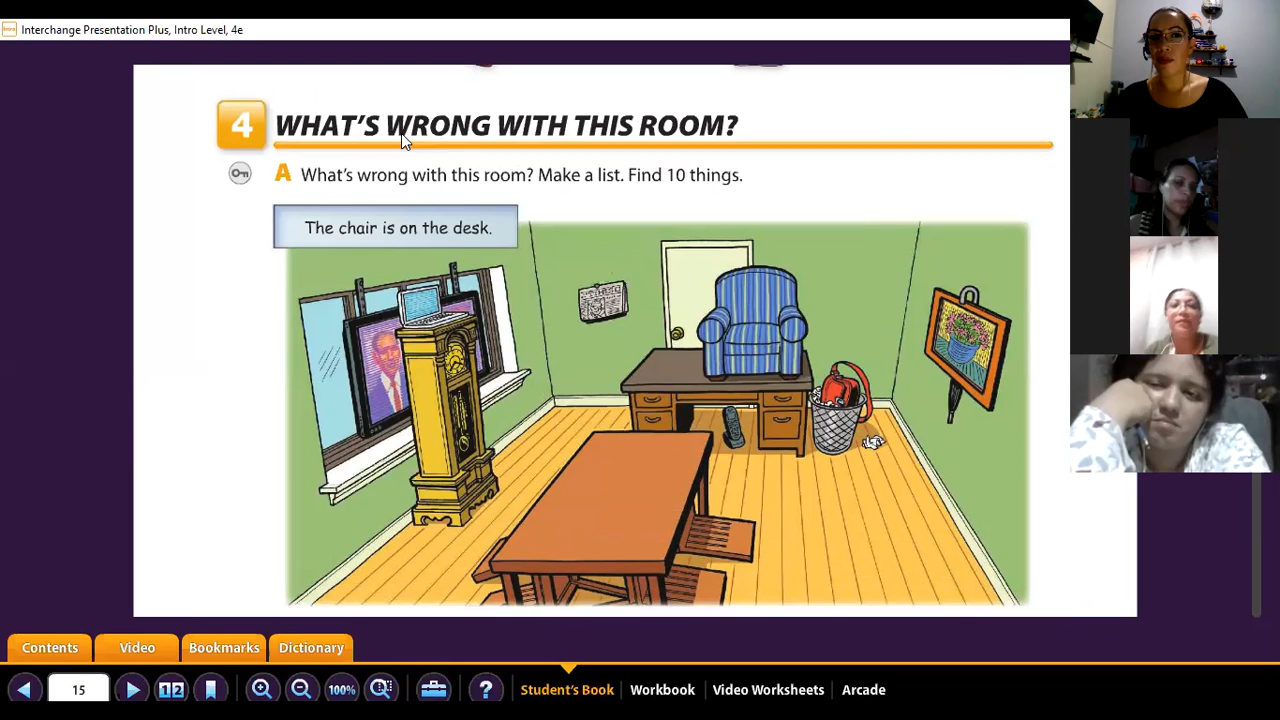 Interchange Presentation Plus, Intro Level, 4e
4 WHAT'S WRONG WITH THIS ROOM?
A What's wrong with this room? Make a list. Find 10 things.
The chair is on the desk.
Contents Video Bookmarks Dictionary
15 1 2 100% ? Student's Book Workbook Video Worksheets Arcade